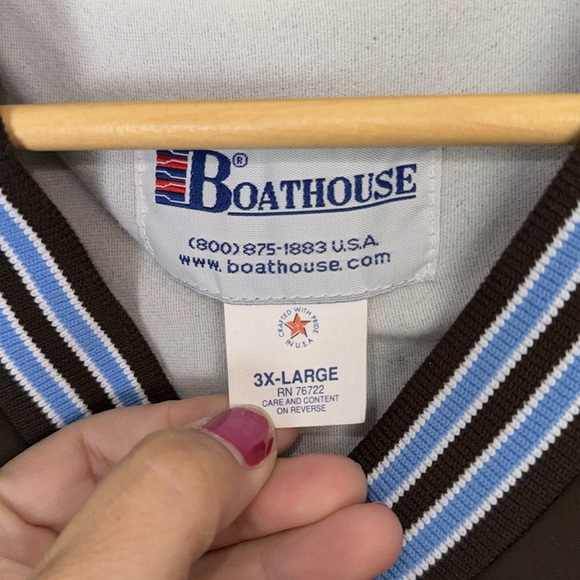 BOATHOUSE®
(800) 875-1883 U.S.A.
www.boathouse.com
CRAFTED WITH PRIDE
IN U.S.A
3X-LARGE
RN 76722
CARE AND CONTENT
ON REVERSE